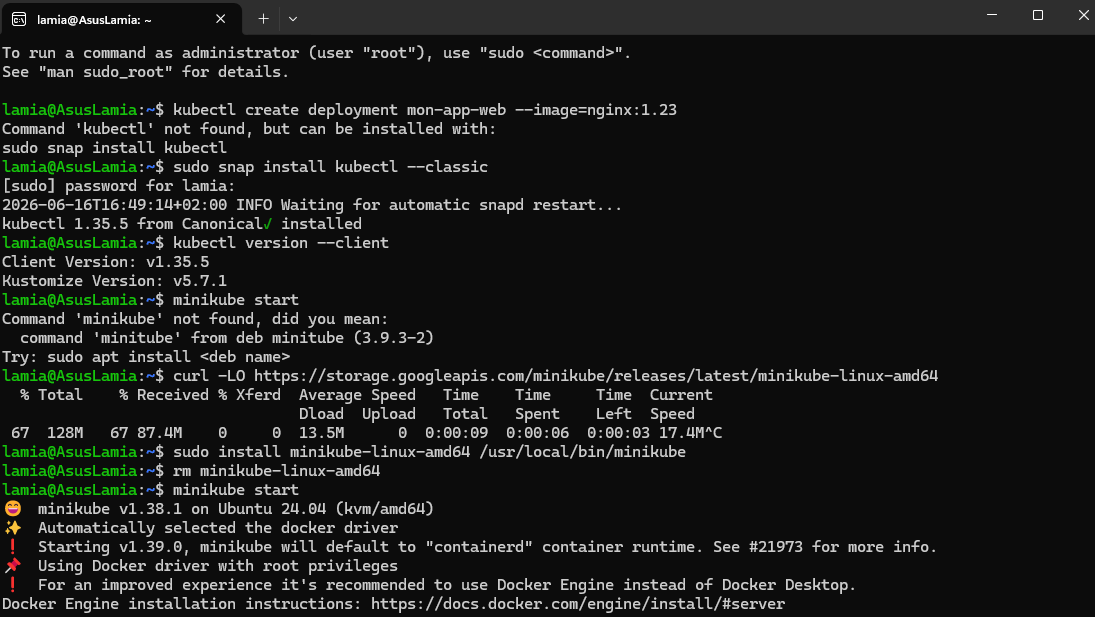 lamia@AsusLamia: ~
To run a command as administrator (user "root"), use "sudo <command>".
See "man sudo_root" for details.
lamia@AsusLamia:~$ kubectl create deployment mon-app-web --image=nginx:1.23
Command 'kubectl' not found, but can be installed with:
sudo snap install kubectl
lamia@AsusLamia:~$ sudo snap install kubectl --classic
[sudo] password for lamia:
2026-06-16T16:49:14+02:00 INFO Waiting for automatic snapd restart...
kubectl 1.35.5 from Canonical✓ installed
lamia@AsusLamia:~$ kubectl version --client
Client Version: v1.35.5
Kustomize Version: v5.7.1
lamia@AsusLamia:~$ minikube start
Command 'minikube' not found, did you mean:
  command 'minitube' from deb minitube (3.9.3-2)
Try: sudo apt install <deb name>
lamia@AsusLamia:~$ curl -LO https://storage.googleapis.com/minikube/releases/latest/minikube-linux-amd64
  % Total    % Received % Xferd  Average Speed   Time    Time     Time  Current
                                 Dload  Upload   Total   Spent    Left  Speed
 67  128M   67 87.4M    0     0  13.5M      0  0:00:09  0:00:06  0:00:03 17.4M^C
lamia@AsusLamia:~$ sudo install minikube-linux-amd64 /usr/local/bin/minikube
lamia@AsusLamia:~$ rm minikube-linux-amd64
lamia@AsusLamia:~$ minikube start
😄  minikube v1.38.1 on Ubuntu 24.04 (kvm/amd64)
✨  Automatically selected the docker driver
❗  Starting v1.39.0, minikube will default to "containerd" container runtime. See #21973 for more info.
📌  Using Docker driver with root privileges
❗  For an improved experience it's recommended to use Docker Engine instead of Docker Desktop.
Docker Engine installation instructions: https://docs.docker.com/engine/install/#server